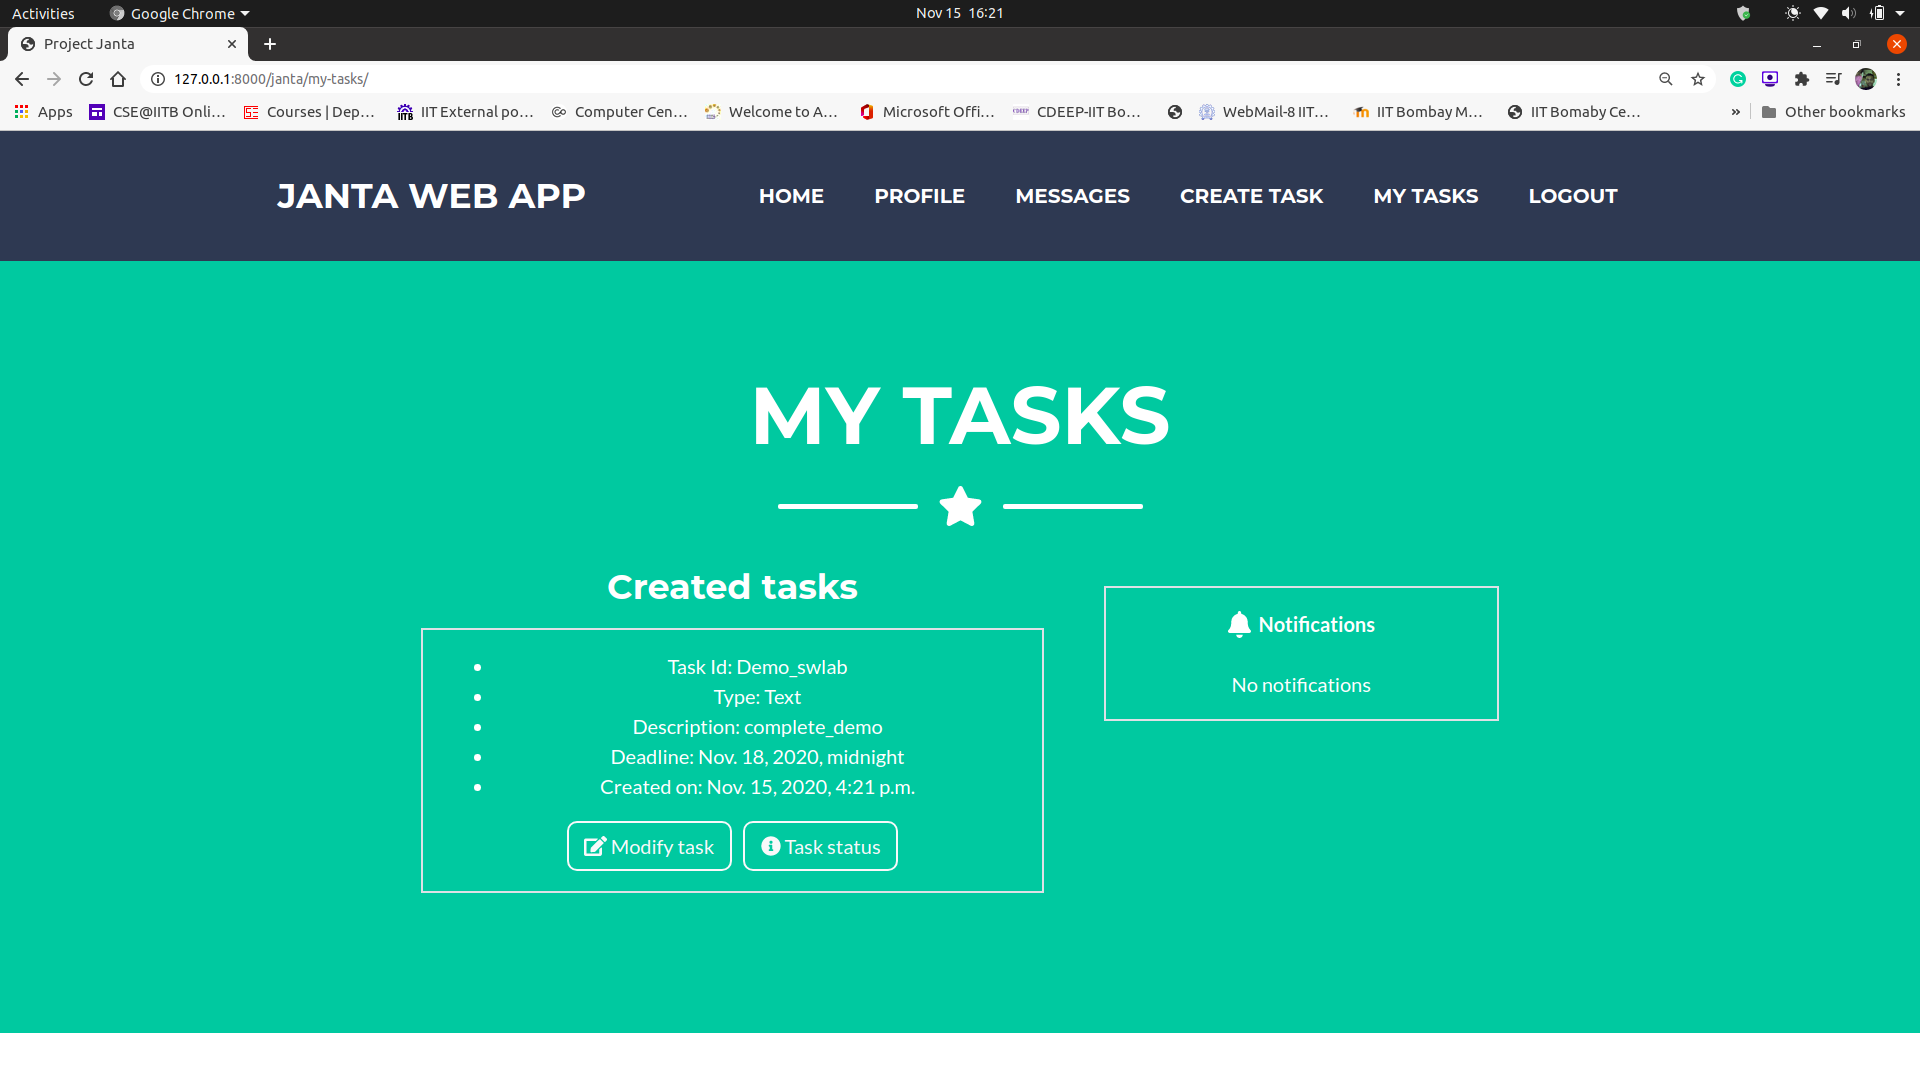 Activities
Google Chrome
Nov 15 16:21
Project Janta
127.0.0.1:8000/janta/my-tasks/
Apps
CSE@IITB Onli...
Courses | Dep...
IIT External po...
Computer Cen...
Welcome to A...
Microsoft Offi...
CDEEP-IIT Bo...
WebMail-8 IIT...
IIT Bombay M...
IIT Bomaby Ce...
»
Other bookmarks
JANTA WEB APP
HOME
PROFILE
MESSAGES
CREATE TASK
MY TASKS
LOGOUT
MY TASKS
Created tasks
Task Id: Demo_swlab
Type: Text
Description: complete_demo
Deadline: Nov. 18, 2020, midnight
Created on: Nov. 15, 2020, 4:21 p.m.
Modify task
Task status
Notifications
No notifications